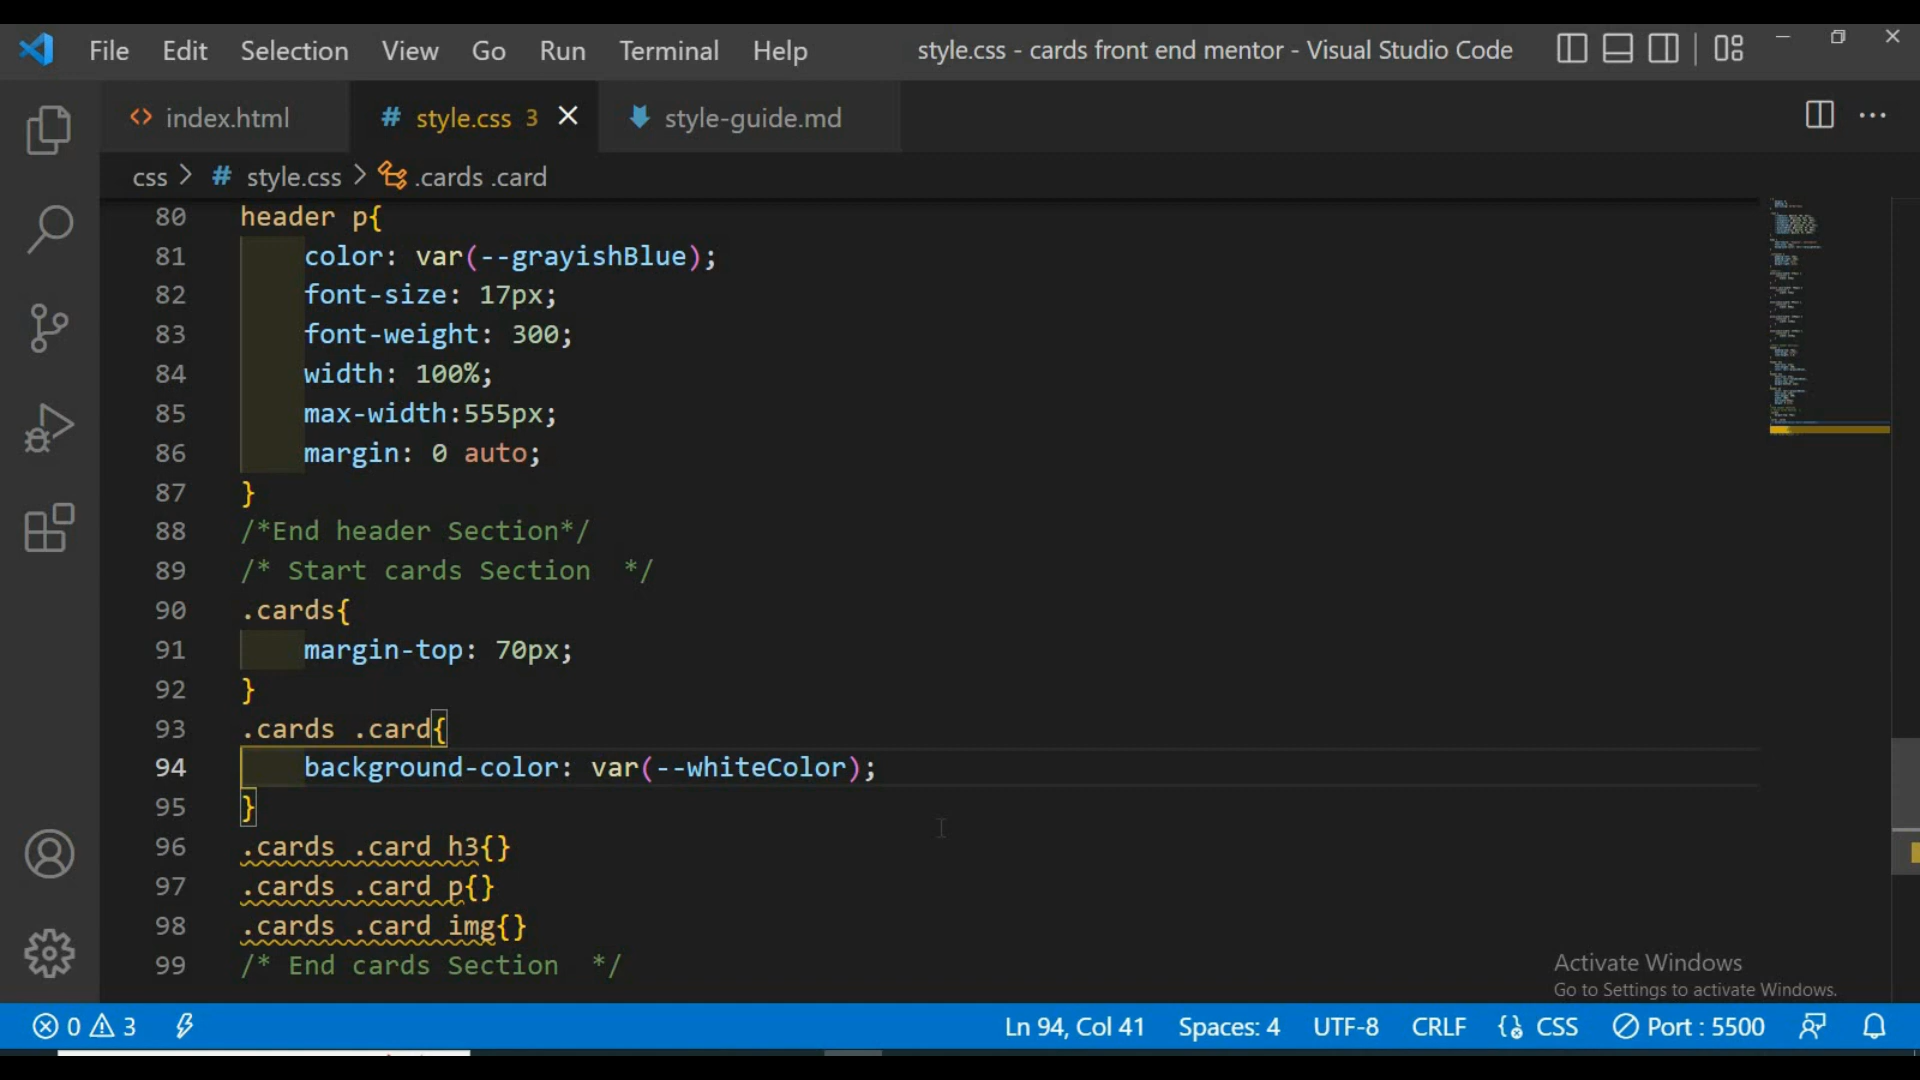 File Edit Selection View Go Run Terminal Help style.css - cards front end mentor - Visual Studio Code
index.html # style.css 3 style-guide.md
css > # style.css > .cards .card
80 header p{
81 color: var(--grayishBlue);
82 font-size: 17px;
83 font-weight: 300;
84 width: 100%;
85 max-width:555px;
86 margin: 0 auto;
87 }
88 /*End header Section*/
89 /* Start cards Section  */
90 .cards{
91 margin-top: 70px;
92 }
93 .cards .card{
94 background-color: var(--whiteColor);
95 }
96 .cards .card h3{}
97 .cards .card p{}
98 .cards .card img{}
99 /* End cards Section  */
Activate Windows
Go to Settings to activate Windows.
0 3 Ln 94, Col 41 Spaces: 4 UTF-8 CRLF CSS Port : 5500